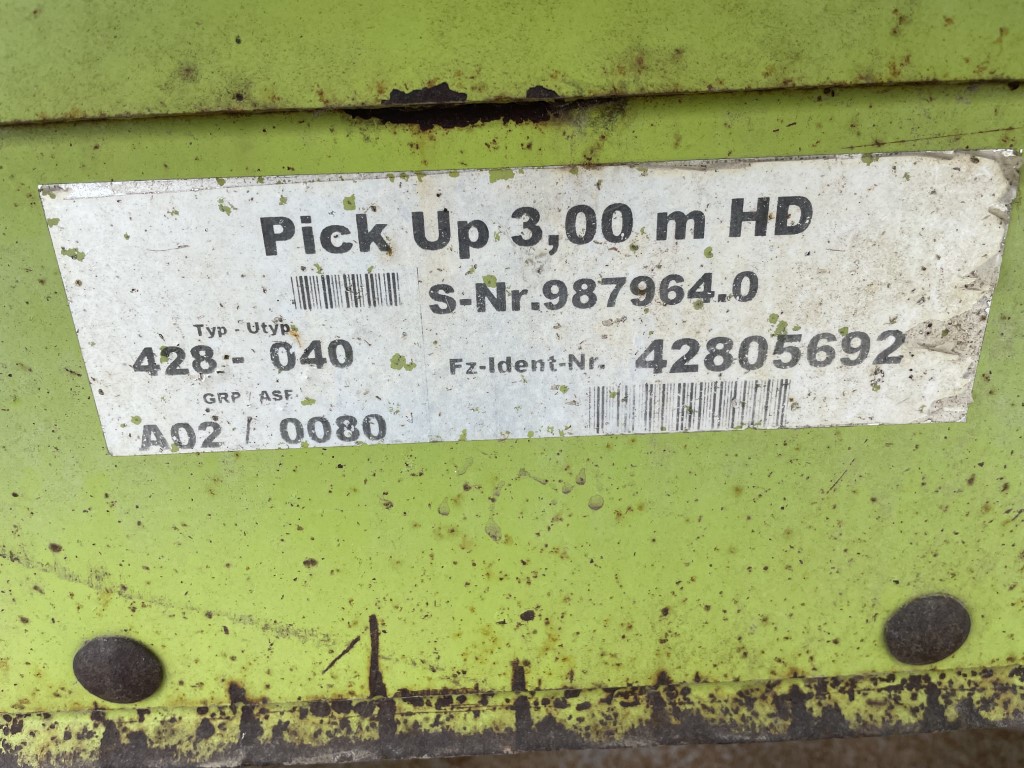 Pick Up 3,00 m HD
S-Nr.987964.0
Typ - Utyp
428 - 040
Fz-Ident-Nr. 42805692
GRP / ASF
A02 / 0080